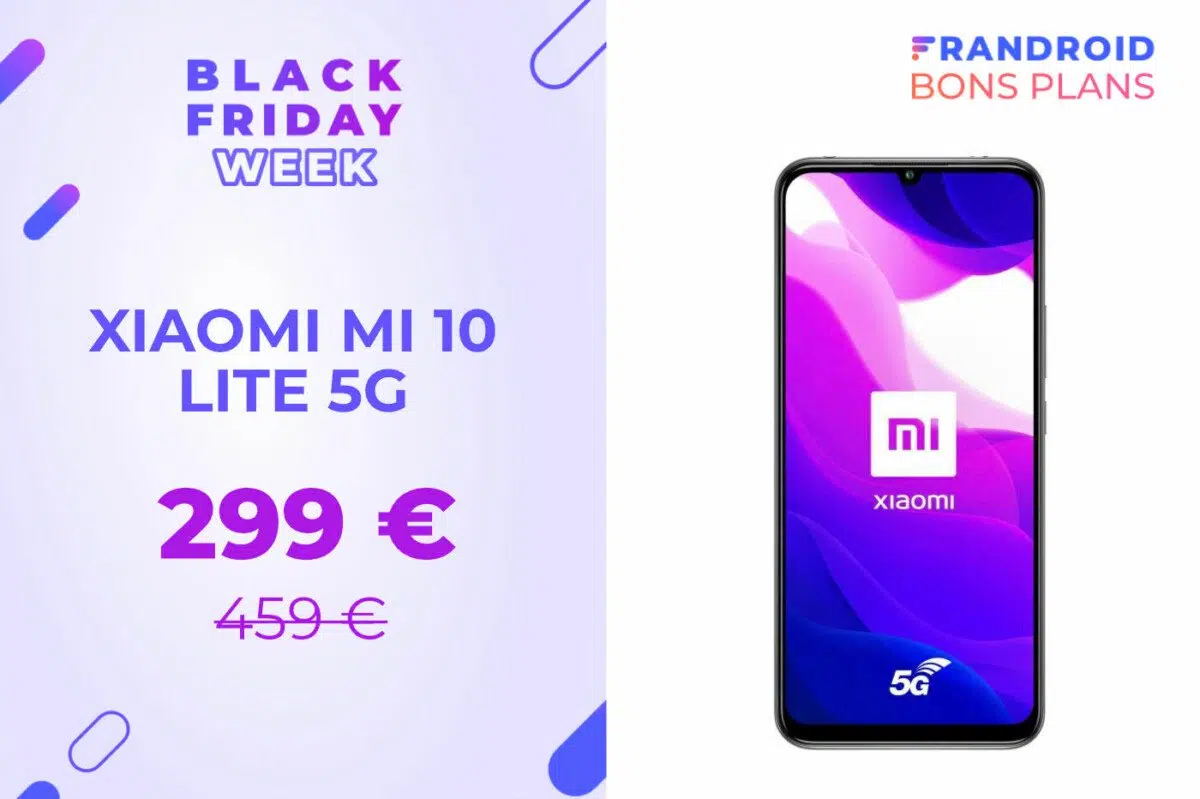 BLACK
FRIDAY
WEEK
XIAOMI MI 10
LITE 5G
299 €
459 €
FRANDROID
BONS PLANS
mi
xiaomi
5G